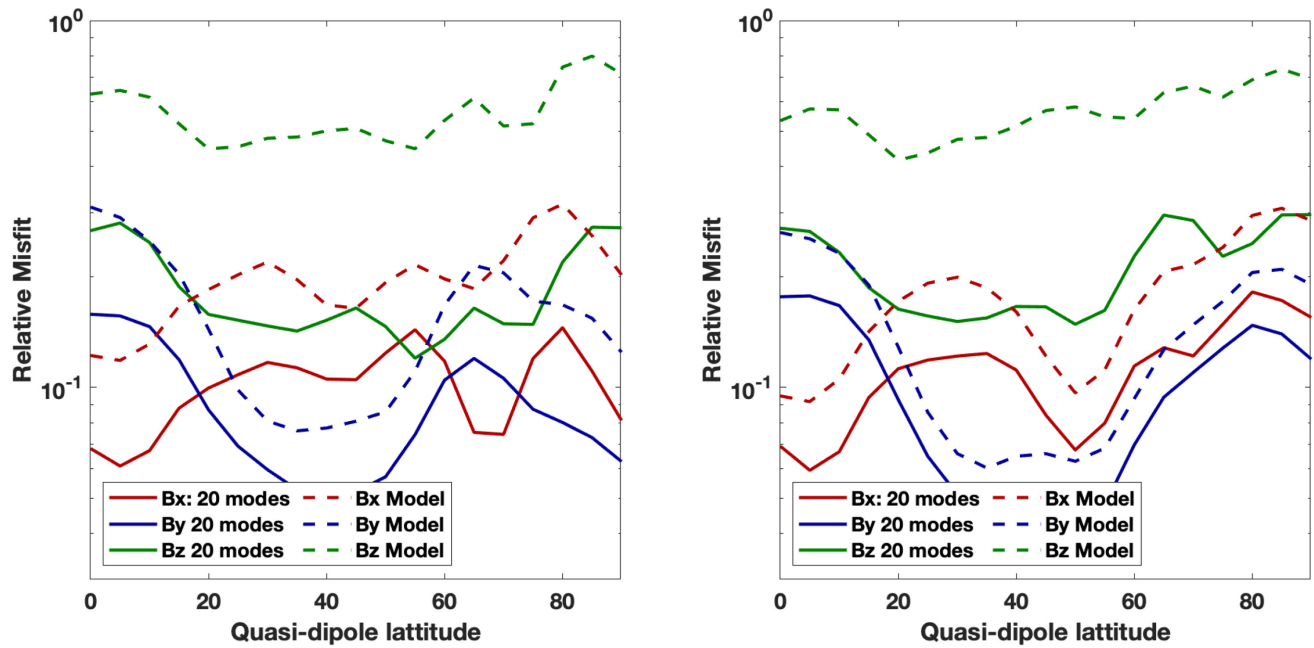 10^0
10^-1
Relative Misfit
Bx: 20 modes Bx Model
By 20 modes By Model
Bz 20 modes Bz Model
0 20 40 60 80
Quasi-dipole lattitude
10^0
10^-1
Relative Misfit
Bx: 20 modes Bx Model
By 20 modes By Model
Bz 20 modes Bz Model
0 20 40 60 80
Quasi-dipole lattitude